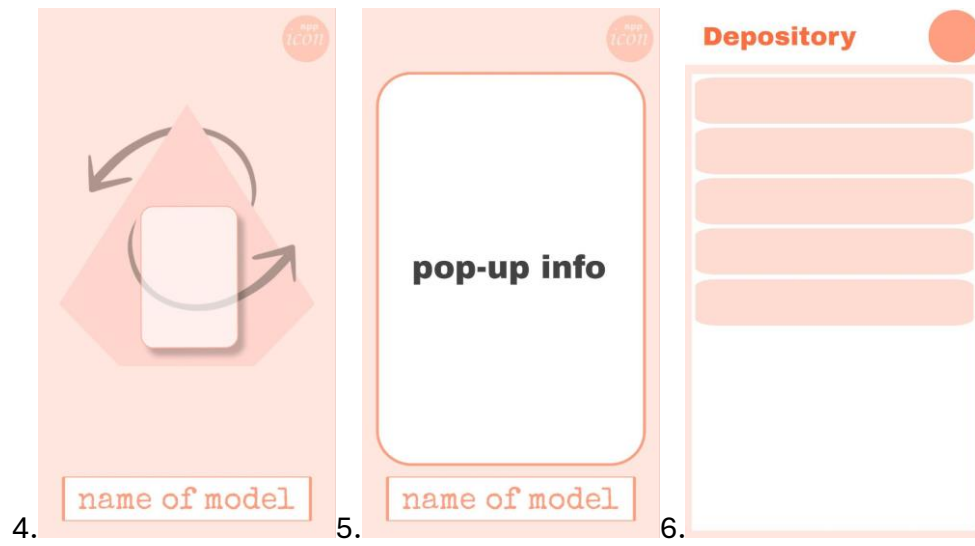 app
icon
app
icon
Depository
pop-up info
name of model
name of model
4.
5.
6.